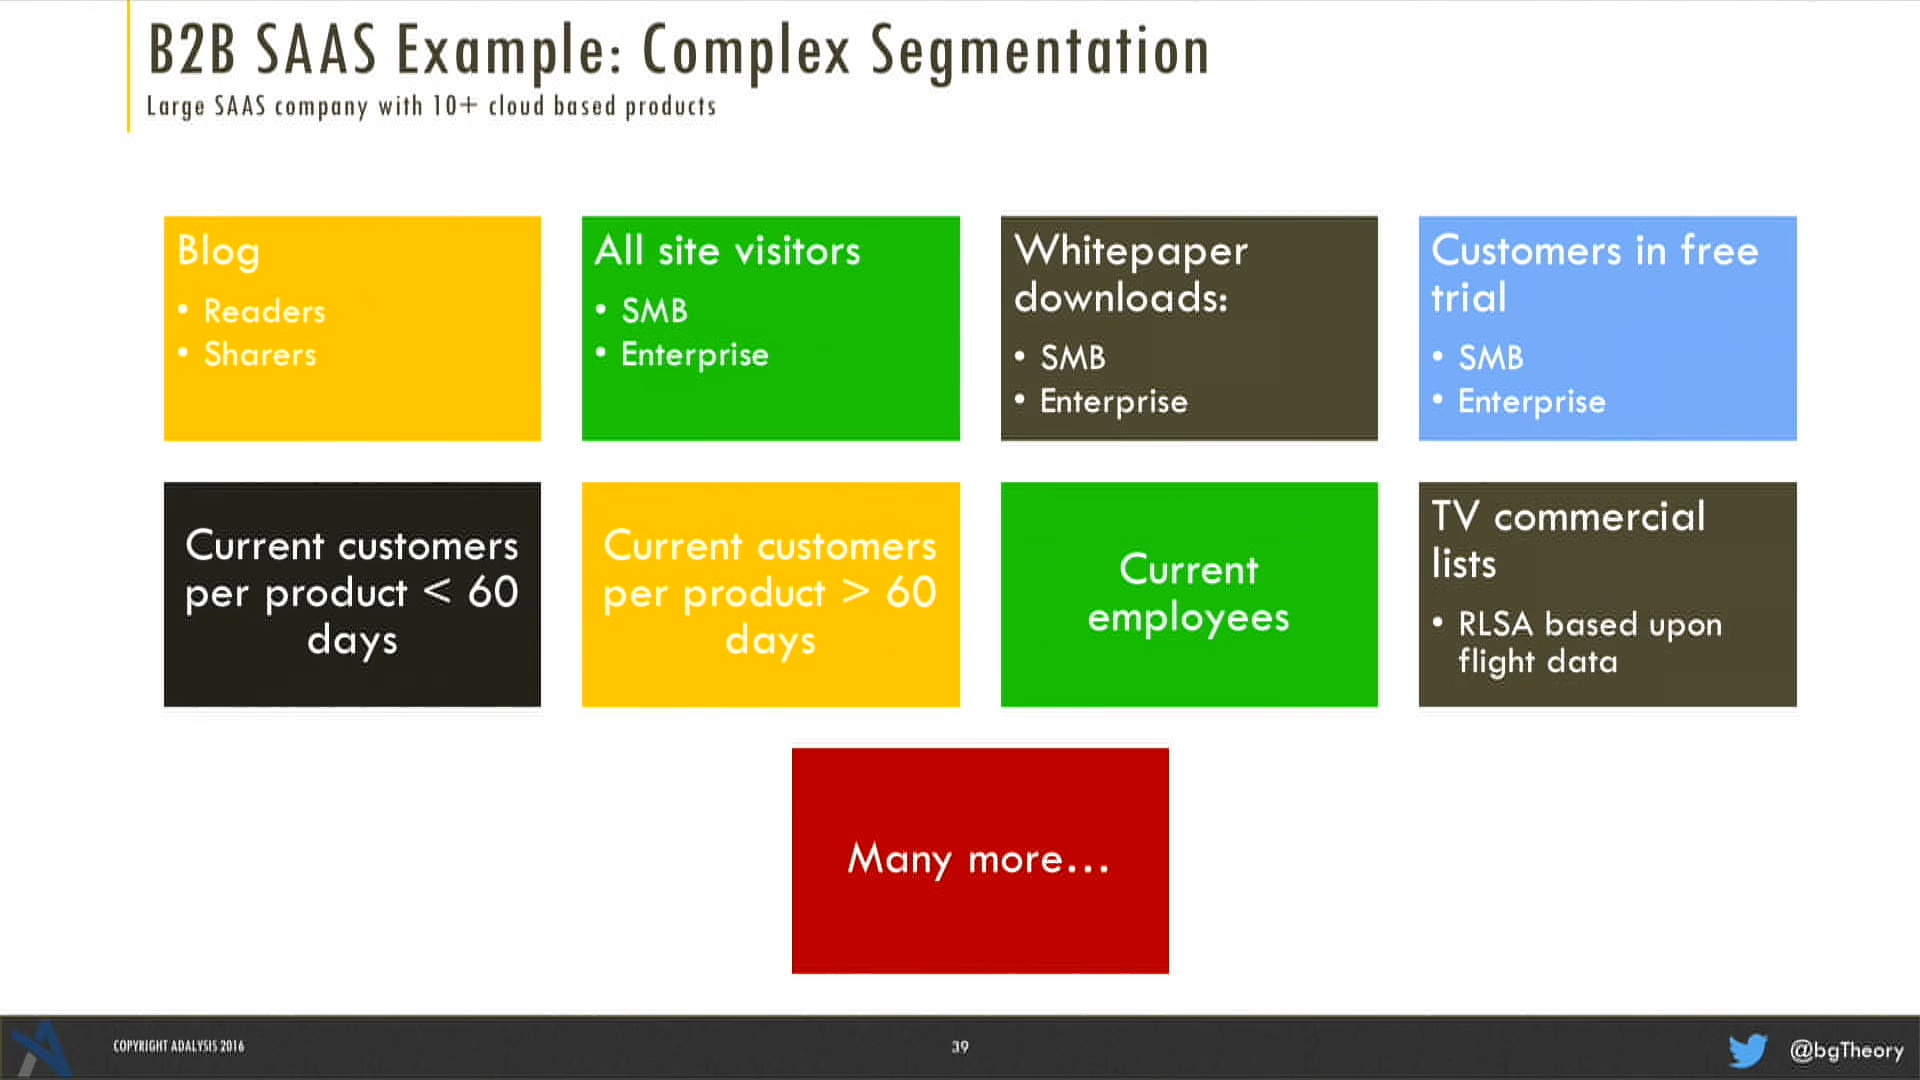 B2B SAAS Example: Complex Segmentation
Large SAAS company with 10+ cloud based products
Blog
• Readers
• Sharers
All site visitors
• SMB
• Enterprise
Whitepaper
downloads:
• SMB
• Enterprise
Customers in free
trial
• SMB
• Enterprise
Current customers
per product < 60
days
Current customers
per product > 60
days
Current
employees
TV commercial
lists
• RLSA based upon
flight data
Many more...
COPYRIGHT ADALYSIS 2016
39
@bgTheory